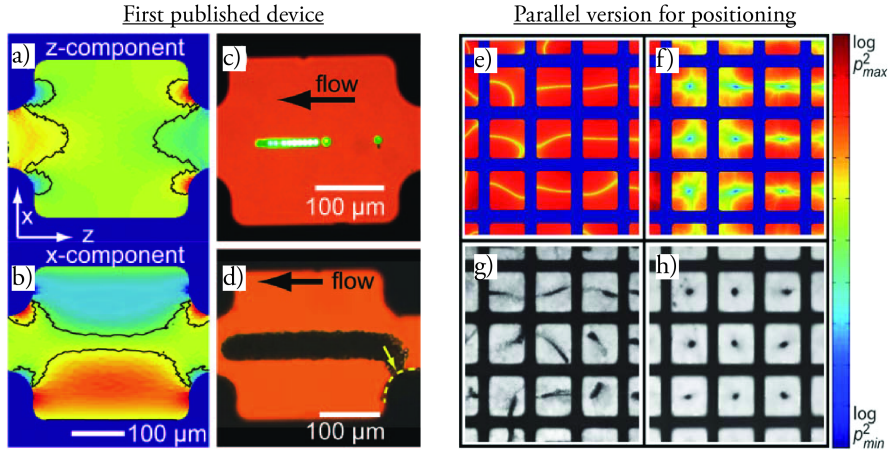 First published device
Parallel version for positioning
a)
z-component
x
z
b)
x-component
100 µm
c)
flow
100 µm
d)
flow
100 µm
e)
f)
g)
h)
log
p²max
log
p²min